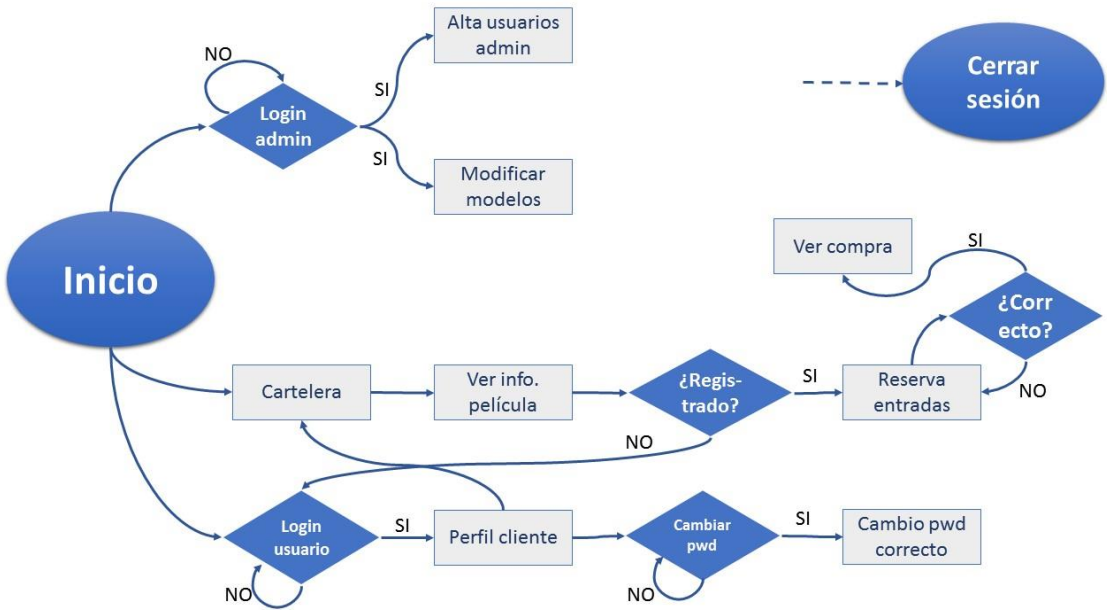 Alta usuarios
admin
NO
SI
Login
admin
SI
Modificar
modelos
Cerrar
sesión
Inicio
Ver compra
SI
¿Corr
ecto?
Cartelera
Ver info.
película
¿Regis-
trado?
SI
Reserva
entradas
NO
NO
Login
usuario
SI
Perfil cliente
Cambiar
pwd
SI
Cambio pwd
correcto
NO
NO